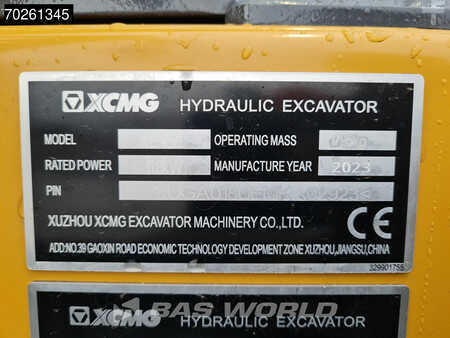 70261345
XCMG HYDRAULIC EXCAVATOR
MODEL OPERATING MASS
RATED POWER MANUFACTURE YEAR 2023
PIN
XUZHOU XCMG EXCAVATOR MACHINERY CO.,LTD.
CE
ADD:NO.39 GAOXIN ROAD ECONOMIC TECHNOLOGY DEVELOPMENT ZONE XUZHOU,JIANGSU,CHINA
329901755
BAS WORLD
XCMG HYDRAULIC EXCAVATOR